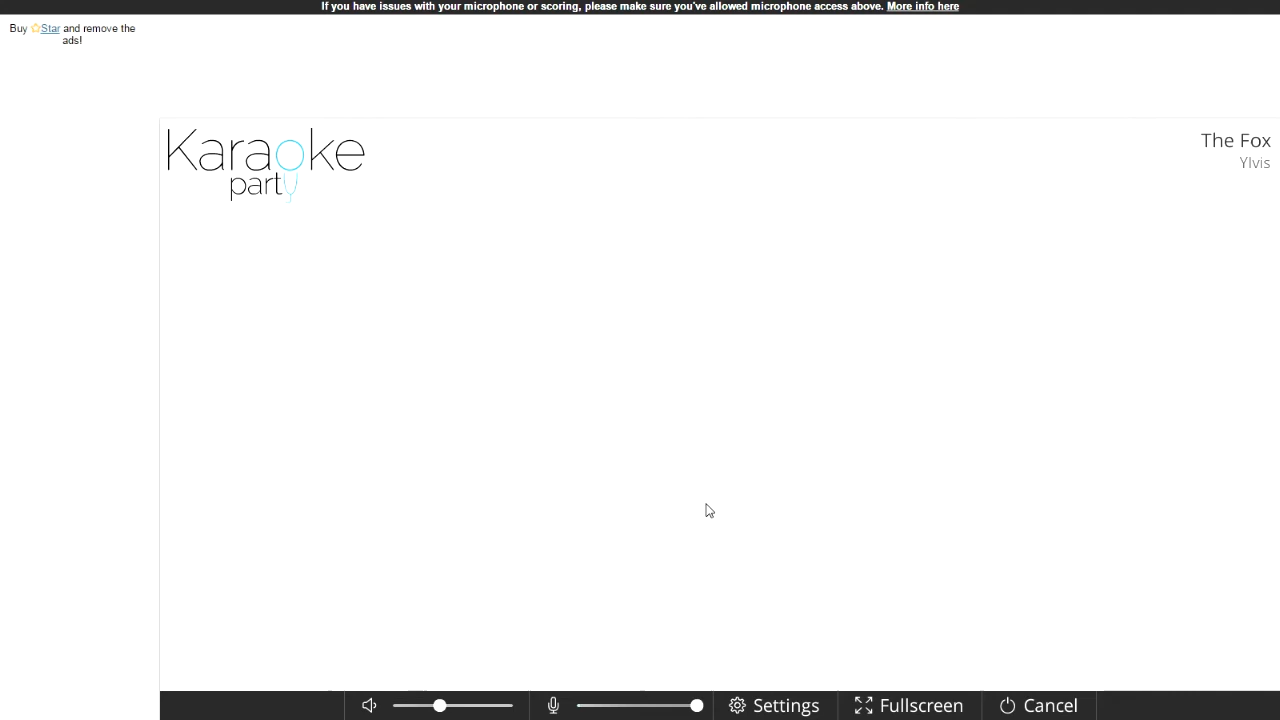 If you have issues with your microphone or scoring, please make sure you've allowed microphone access above. More info here
Buy Star and remove the
ads!
Karaoke
party
The Fox
Ylvis
Settings
Fullscreen
Cancel